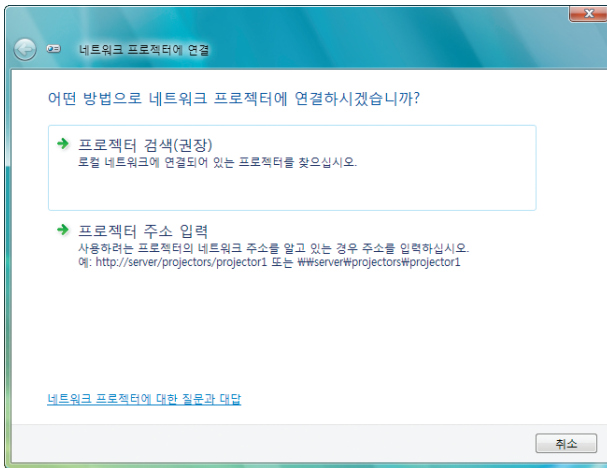 네트워크 프로젝터에 연결
어떤 방법으로 네트워크 프로젝터에 연결하시겠습니까?
프로젝터 검색(권장)
로컬 네트워크에 연결되어 있는 프로젝터를 찾으십시오.
프로젝터 주소 입력
사용하려는 프로젝터의 네트워크 주소를 알고 있는 경우 주소를 입력하십시오.
예: http://server/projectors/projector1 또는 ₩₩server₩projectors₩projector1
네트워크 프로젝터에 대한 질문과 대답
취소